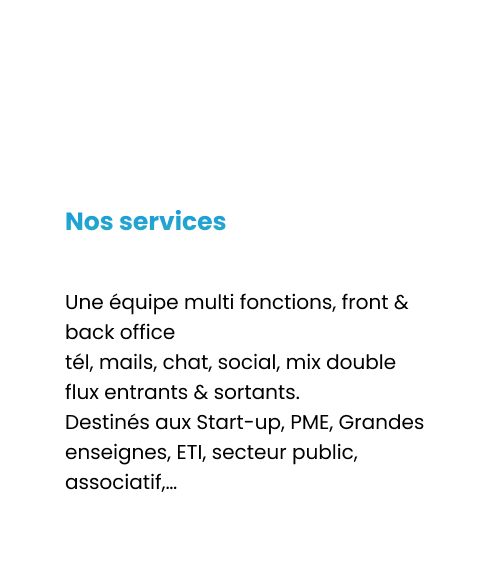 Nos services
Une équipe multi fonctions, front &
back office
tél, mails, chat, social, mix double
flux entrants & sortants.
Destinés aux Start-up, PME, Grandes
enseignes, ETI, secteur public,
associatif,...